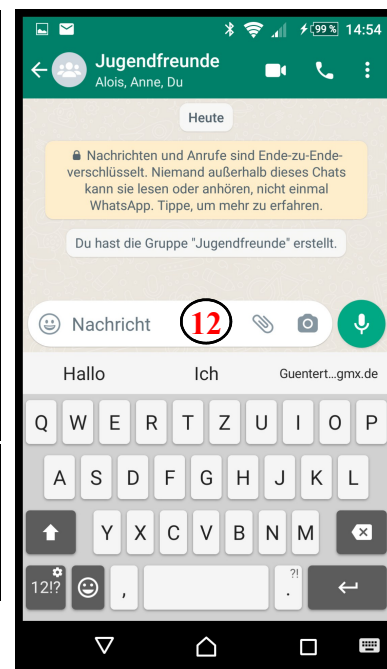 99% 14:54
Jugendfreunde
Alois, Anne, Du
Heute
Nachrichten und Anrufe sind Ende-zu-Ende-
verschlüsselt. Niemand außerhalb dieses Chats
kann sie lesen oder anhören, nicht einmal
WhatsApp. Tippe, um mehr zu erfahren.
Du hast die Gruppe "Jugendfreunde" erstellt.
Nachricht 12
Hallo Ich Guentert...gmx.de
Q W E R T Z U I O P
A S D F G H J K L
Y X C V B N M
12!? , ?! .